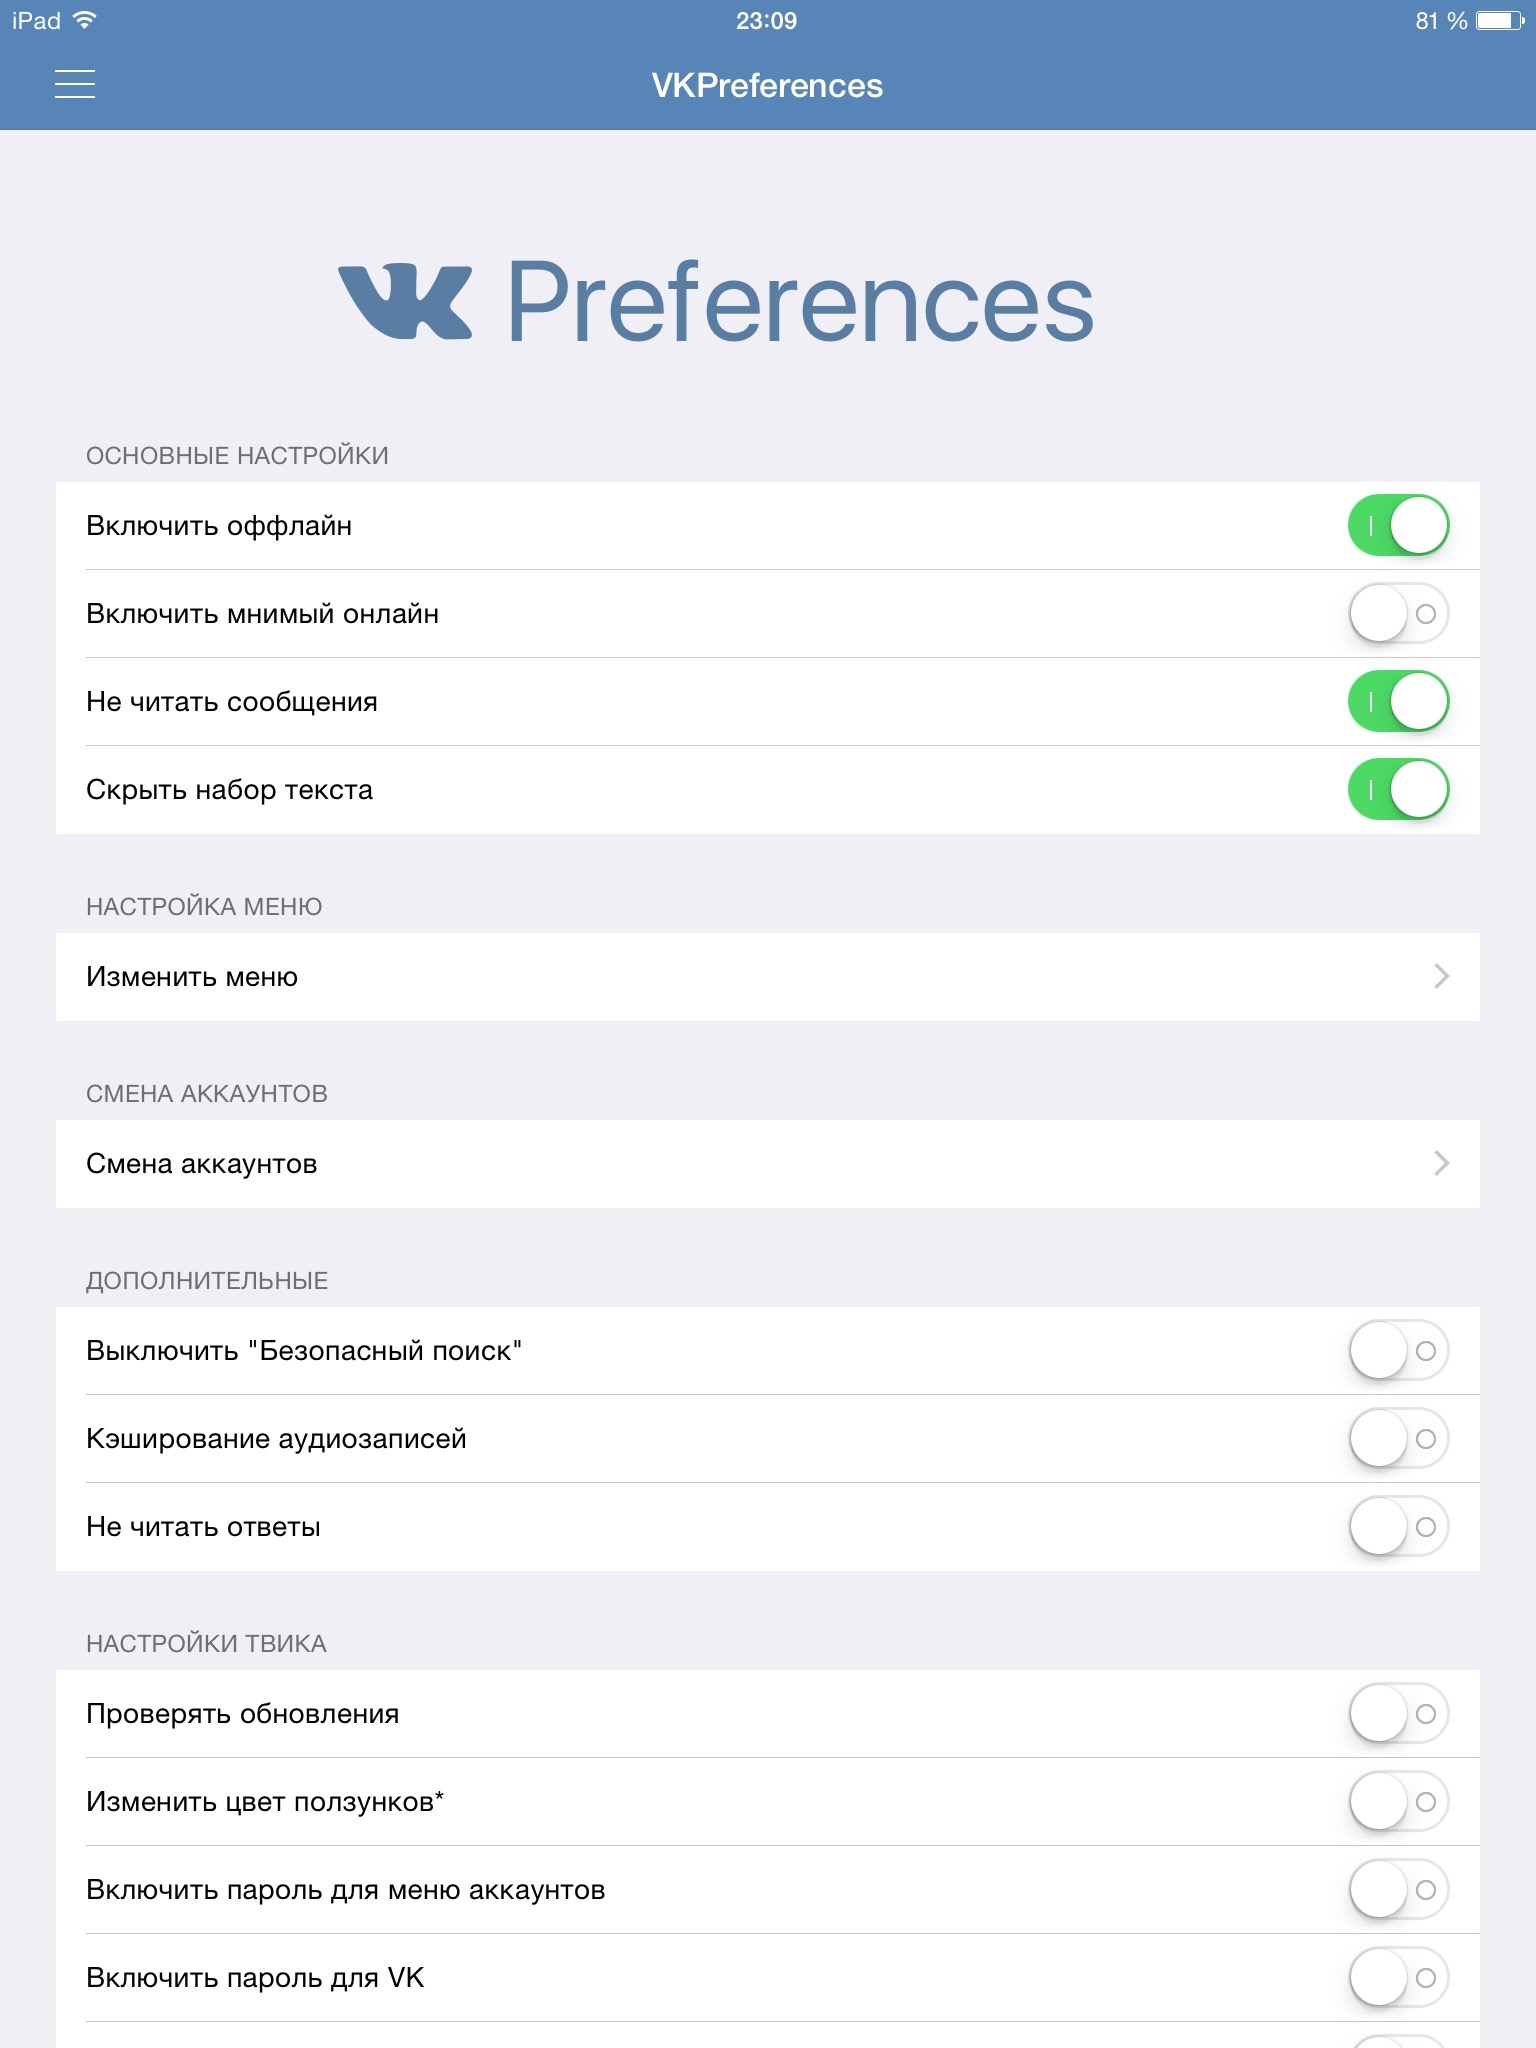 iPad 23:09 81 %
VKPreferences
VK Preferences
ОСНОВНЫЕ НАСТРОЙКИ
Включить оффлайн
Включить мнимый онлайн
Не читать сообщения
Скрыть набор текста
НАСТРОЙКА МЕНЮ
Изменить меню
СМЕНА АККАУНТОВ
Смена аккаунтов
ДОПОЛНИТЕЛЬНЫЕ
Выключить "Безопасный поиск"
Кэширование аудиозаписей
Не читать ответы
НАСТРОЙКИ ТВИКА
Проверять обновления
Изменить цвет ползунков*
Включить пароль для меню аккаунтов
Включить пароль для VK